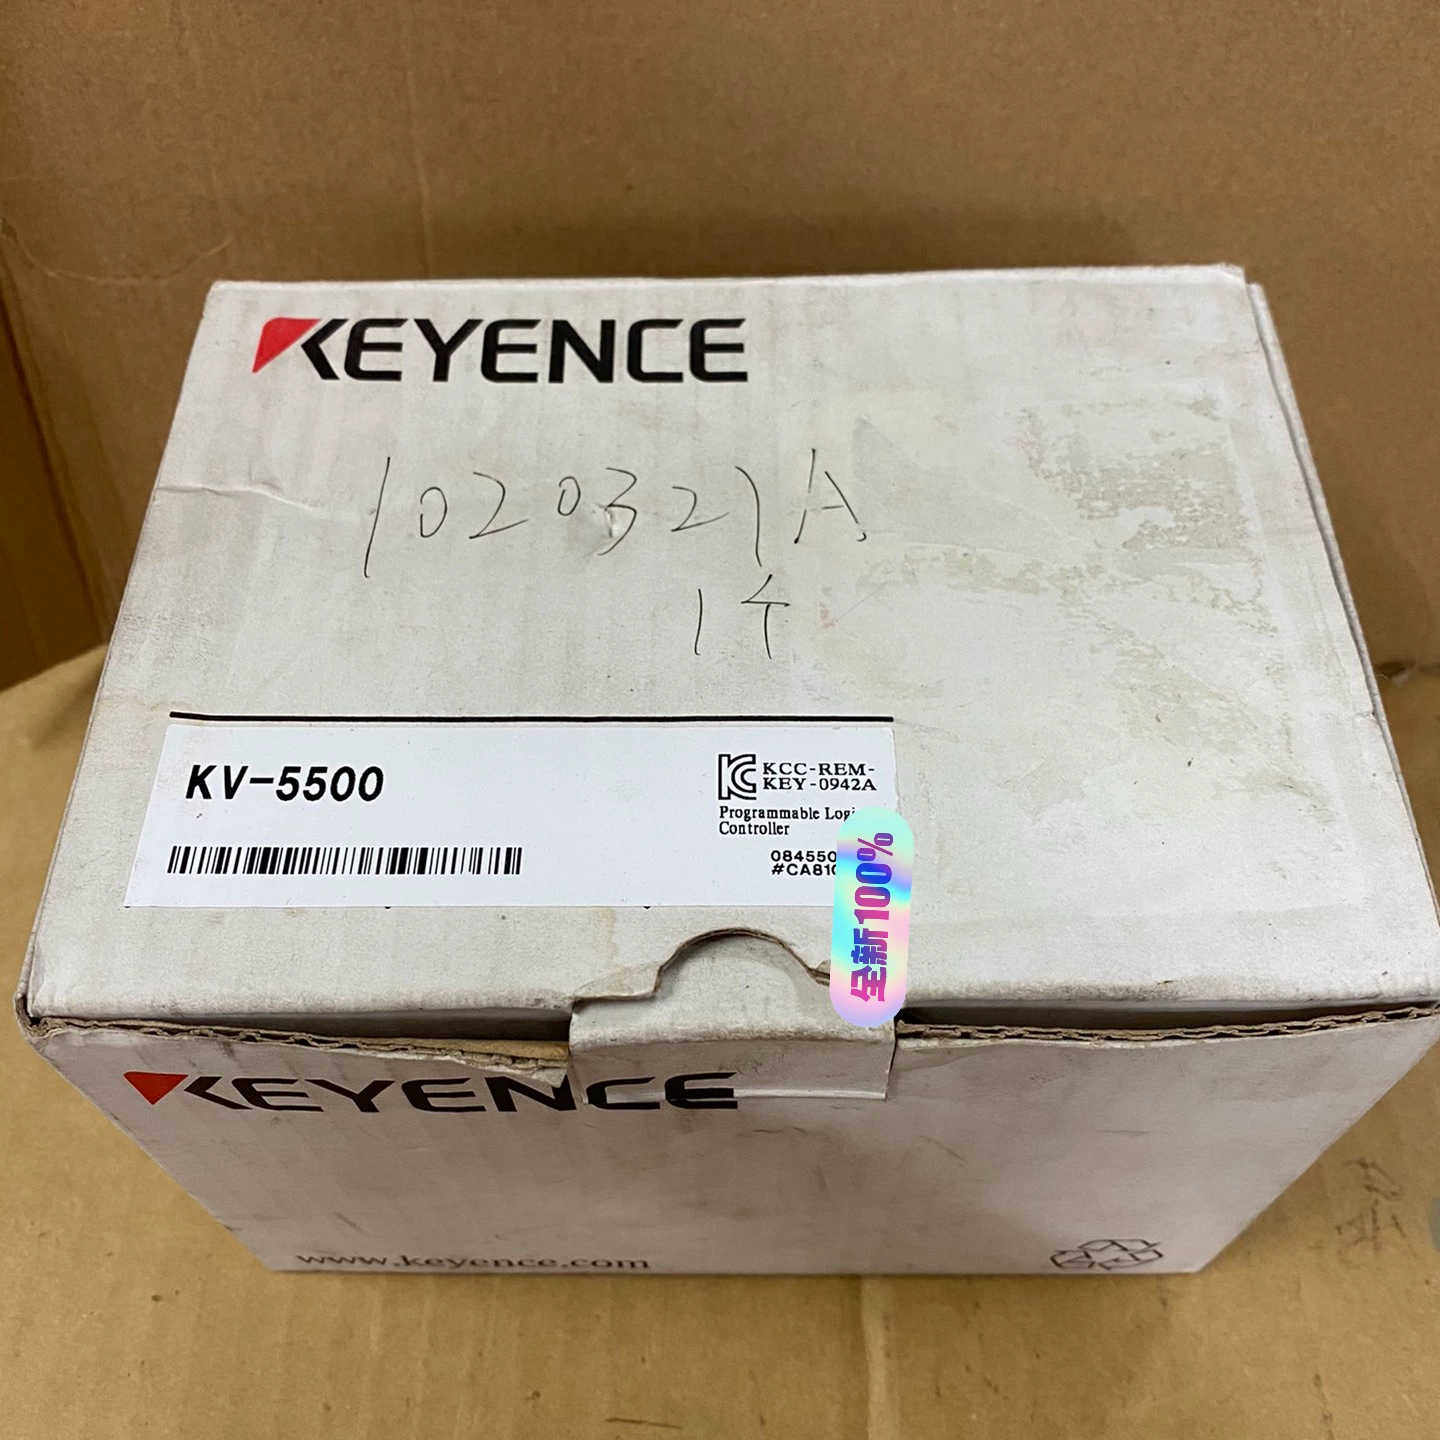 KEYENCE
1020321A
1
KV-5500
KCC-REM-
KEY-0942A
Programmable Logi
Controller
084550
#CA810
全新100%
KEYENCE
www.keyence.com